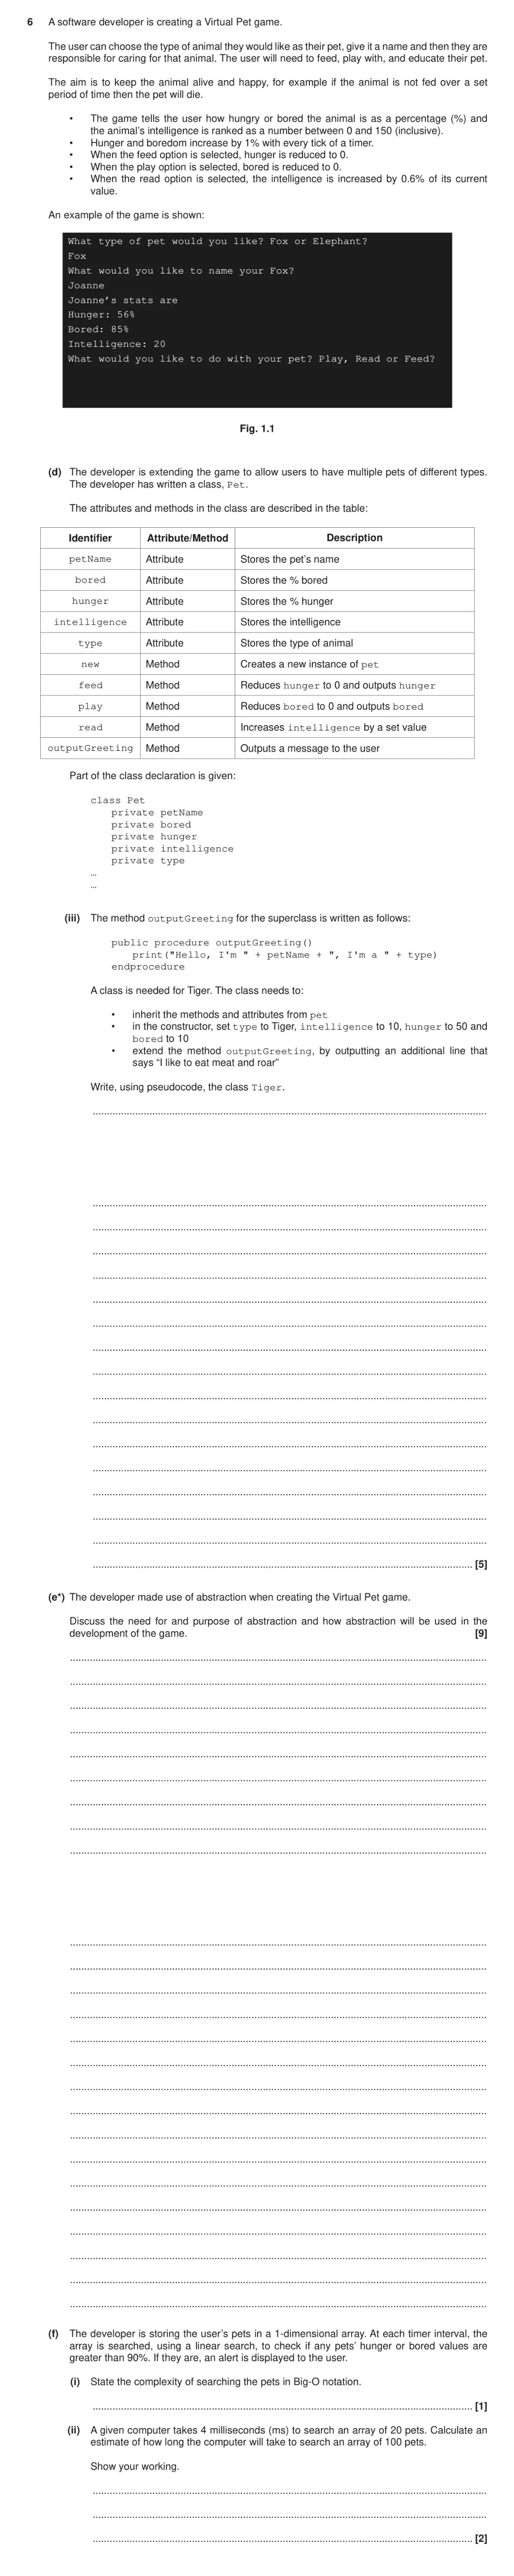 6 A software developer is creating a Virtual Pet game.
The user can choose the type of animal they would like as their pet, give it a name and then they are
responsible for caring for that animal. The user will need to feed, play with, and educate their pet.
The aim is to keep the animal alive and happy, for example if the animal is not fed over a set
period of time then the pet will die.
• The game tells the user how hungry or bored the animal is as a percentage (%) and
the animal's intelligence is ranked as a number between 0 and 150 (inclusive).
• Hunger and boredom increase by 1% with every tick of a timer.
• When the feed option is selected, hunger is reduced to 0.
• When the play option is selected, bored is reduced to 0.
• When the read option is selected, the intelligence is increased by 0.6% of its current
value.
An example of the game is shown:
What type of pet would you like? Fox or Elephant?
Fox
What would you like to name your Fox?
Joanne
Joanne's stats are
Hunger: 56%
Bored: 85%
Intelligence: 20
What would you like to do with your pet? Play, Read or Feed?
Fig. 1.1
(d) The developer is extending the game to allow users to have multiple pets of different types.
The developer has written a class, Pet.
The attributes and methods in the class are described in the table:
Identifier Attribute/Method Description
petName Attribute Stores the pet's name
bored Attribute Stores the % bored
hunger Attribute Stores the % hunger
intelligence Attribute Stores the intelligence
type Attribute Stores the type of animal
new Method Creates a new instance of pet
feed Method Reduces hunger to 0 and outputs hunger
play Method Reduces bored to 0 and outputs bored
read Method Increases intelligence by a set value
outputGreeting Method Outputs a message to the user
Part of the class declaration is given:
class Pet
private petName
private bored
private hunger
private intelligence
private type
…
…
(iii) The method outputGreeting for the superclass is written as follows:
public procedure outputGreeting()
print("Hello, I'm " + petName + ", I'm a " + type)
endprocedure
A class is needed for Tiger. The class needs to:
• inherit the methods and attributes from pet
• in the constructor, set type to Tiger, intelligence to 10, hunger to 50 and
bored to 10
• extend the method outputGreeting, by outputting an additional line that
says “I like to eat meat and roar”
Write, using pseudocode, the class Tiger.
[5]
(e*) The developer made use of abstraction when creating the Virtual Pet game.
Discuss the need for and purpose of abstraction and how abstraction will be used in the
development of the game. [9]
(f) The developer is storing the user's pets in a 1-dimensional array. At each timer interval, the
array is searched, using a linear search, to check if any pets' hunger or bored values are
greater than 90%. If they are, an alert is displayed to the user.
(i) State the complexity of searching the pets in Big-O notation.
[1]
(ii) A given computer takes 4 milliseconds (ms) to search an array of 20 pets. Calculate an
estimate of how long the computer will take to search an array of 100 pets.
Show your working.
[2]